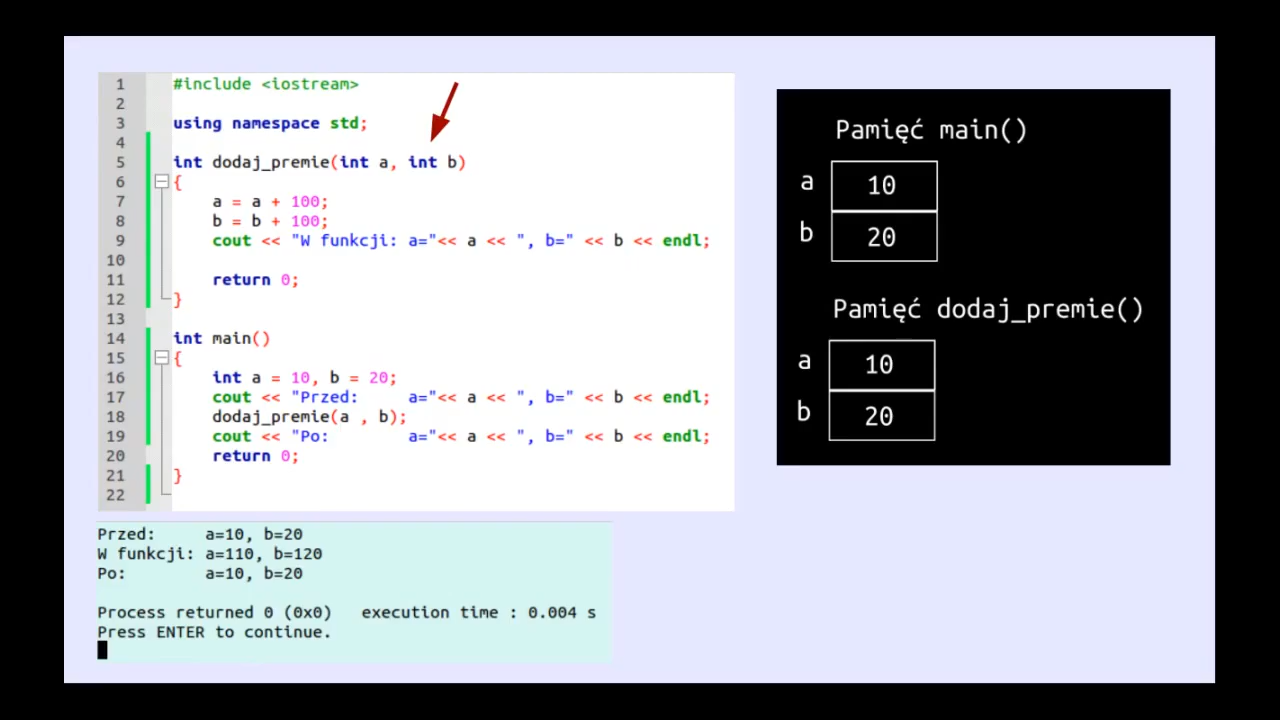 1 #include <iostream>
2
3 using namespace std;
4
5 int dodaj_premie(int a, int b)
6 {
7 a = a + 100;
8 b = b + 100;
9 cout << "W funkcji: a="<< a << ", b=" << b << endl;
10
11 return 0;
12 }
13
14 int main()
15 {
16 int a = 10, b = 20;
17 cout << "Przed:     a="<< a << ", b=" << b << endl;
18 dodaj_premie(a , b);
19 cout << "Po:        a="<< a << ", b=" << b << endl;
20 return 0;
21 }
22
Przed:     a=10, b=20
W funkcji: a=110, b=120
Po:        a=10, b=20
Process returned 0 (0x0)   execution time : 0.004 s
Press ENTER to continue.
Pamięć main()
a 10
b 20
Pamięć dodaj_premie()
a 10
b 20